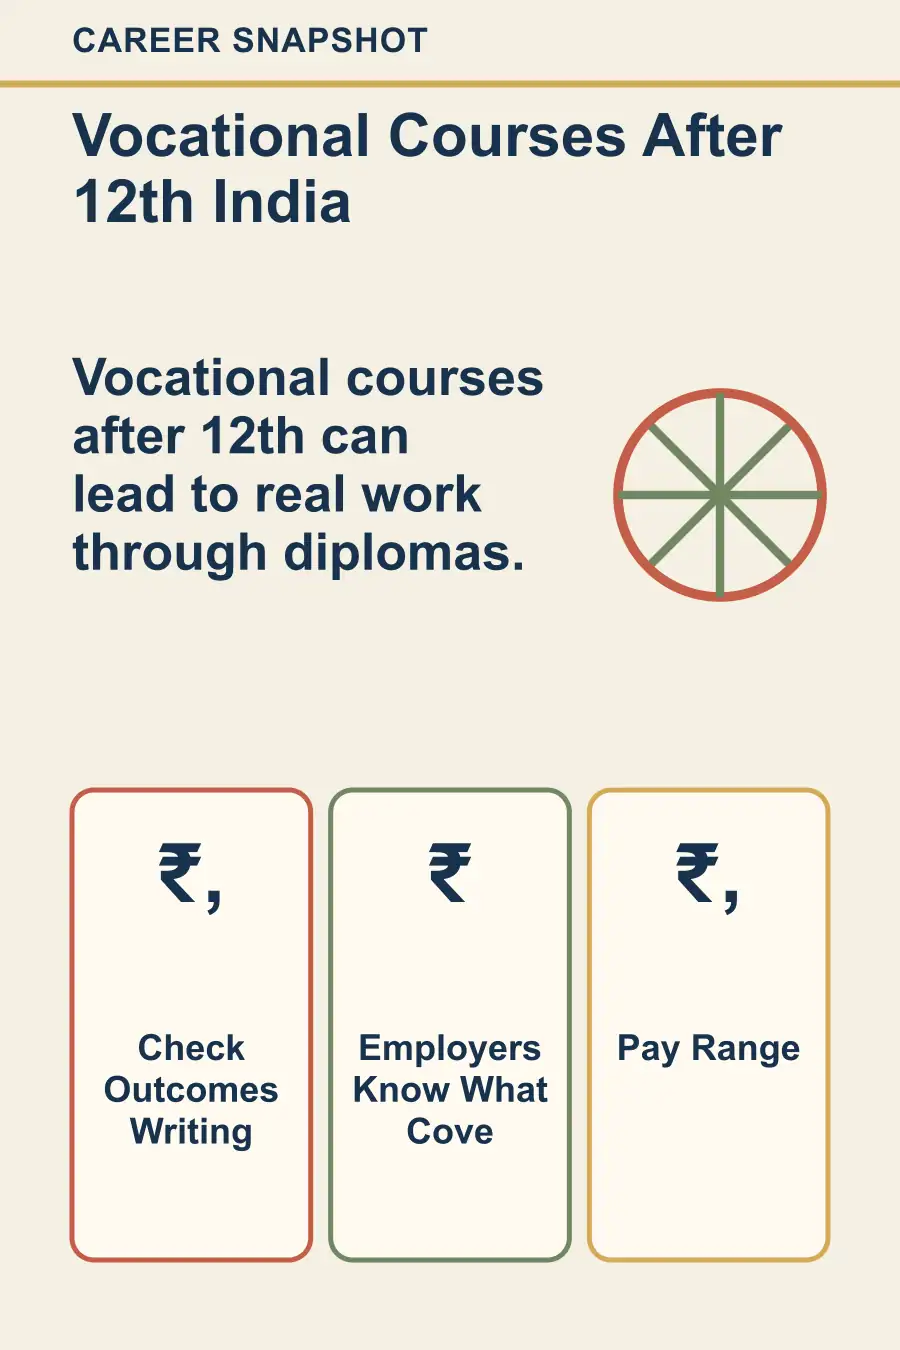 CAREER SNAPSHOT
Vocational Courses After
12th India
Vocational courses
after 12th can
lead to real work
through diplomas.
₹,
Check
Outcomes
Writing
₹
Employers
Know What
Cove
₹,
Pay Range